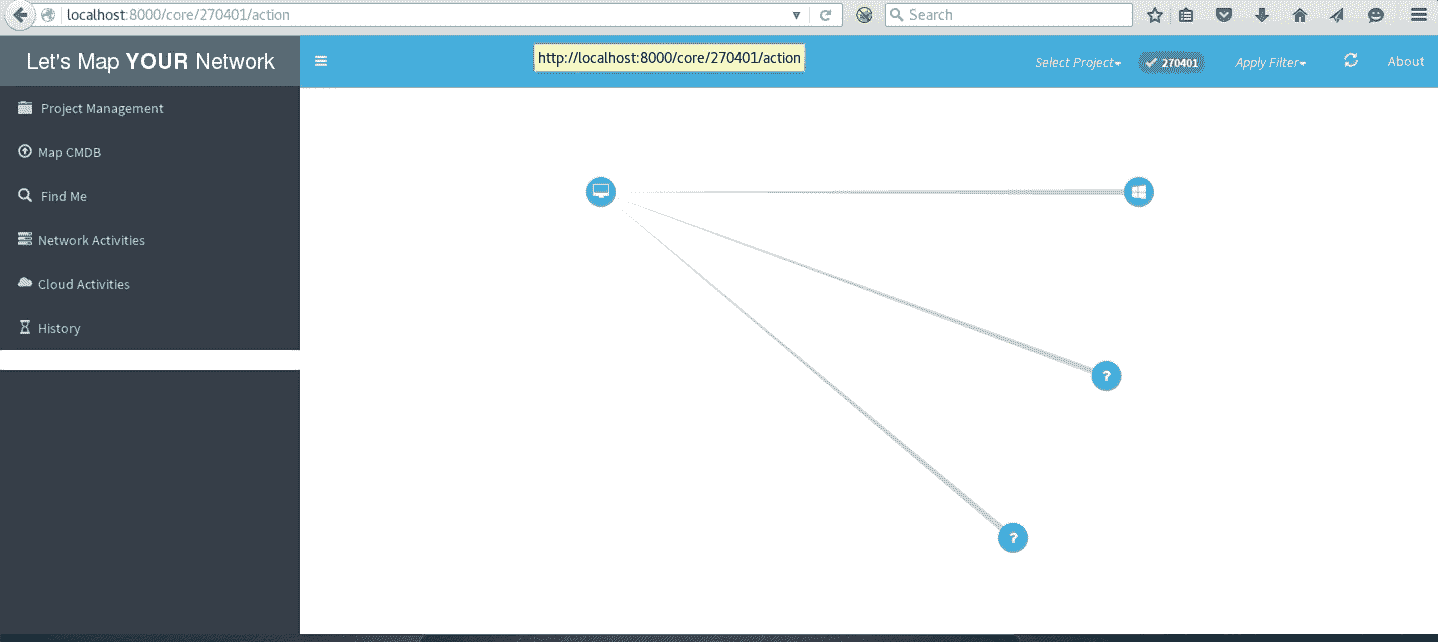 localhost:8000/core/270401/action
Search
Let's Map YOUR Network
http://localhost:8000/core/270401/action
Select Project
270401
Apply Filter
About
Project Management
Map CMDB
Find Me
Network Activities
Cloud Activities
History
?
?